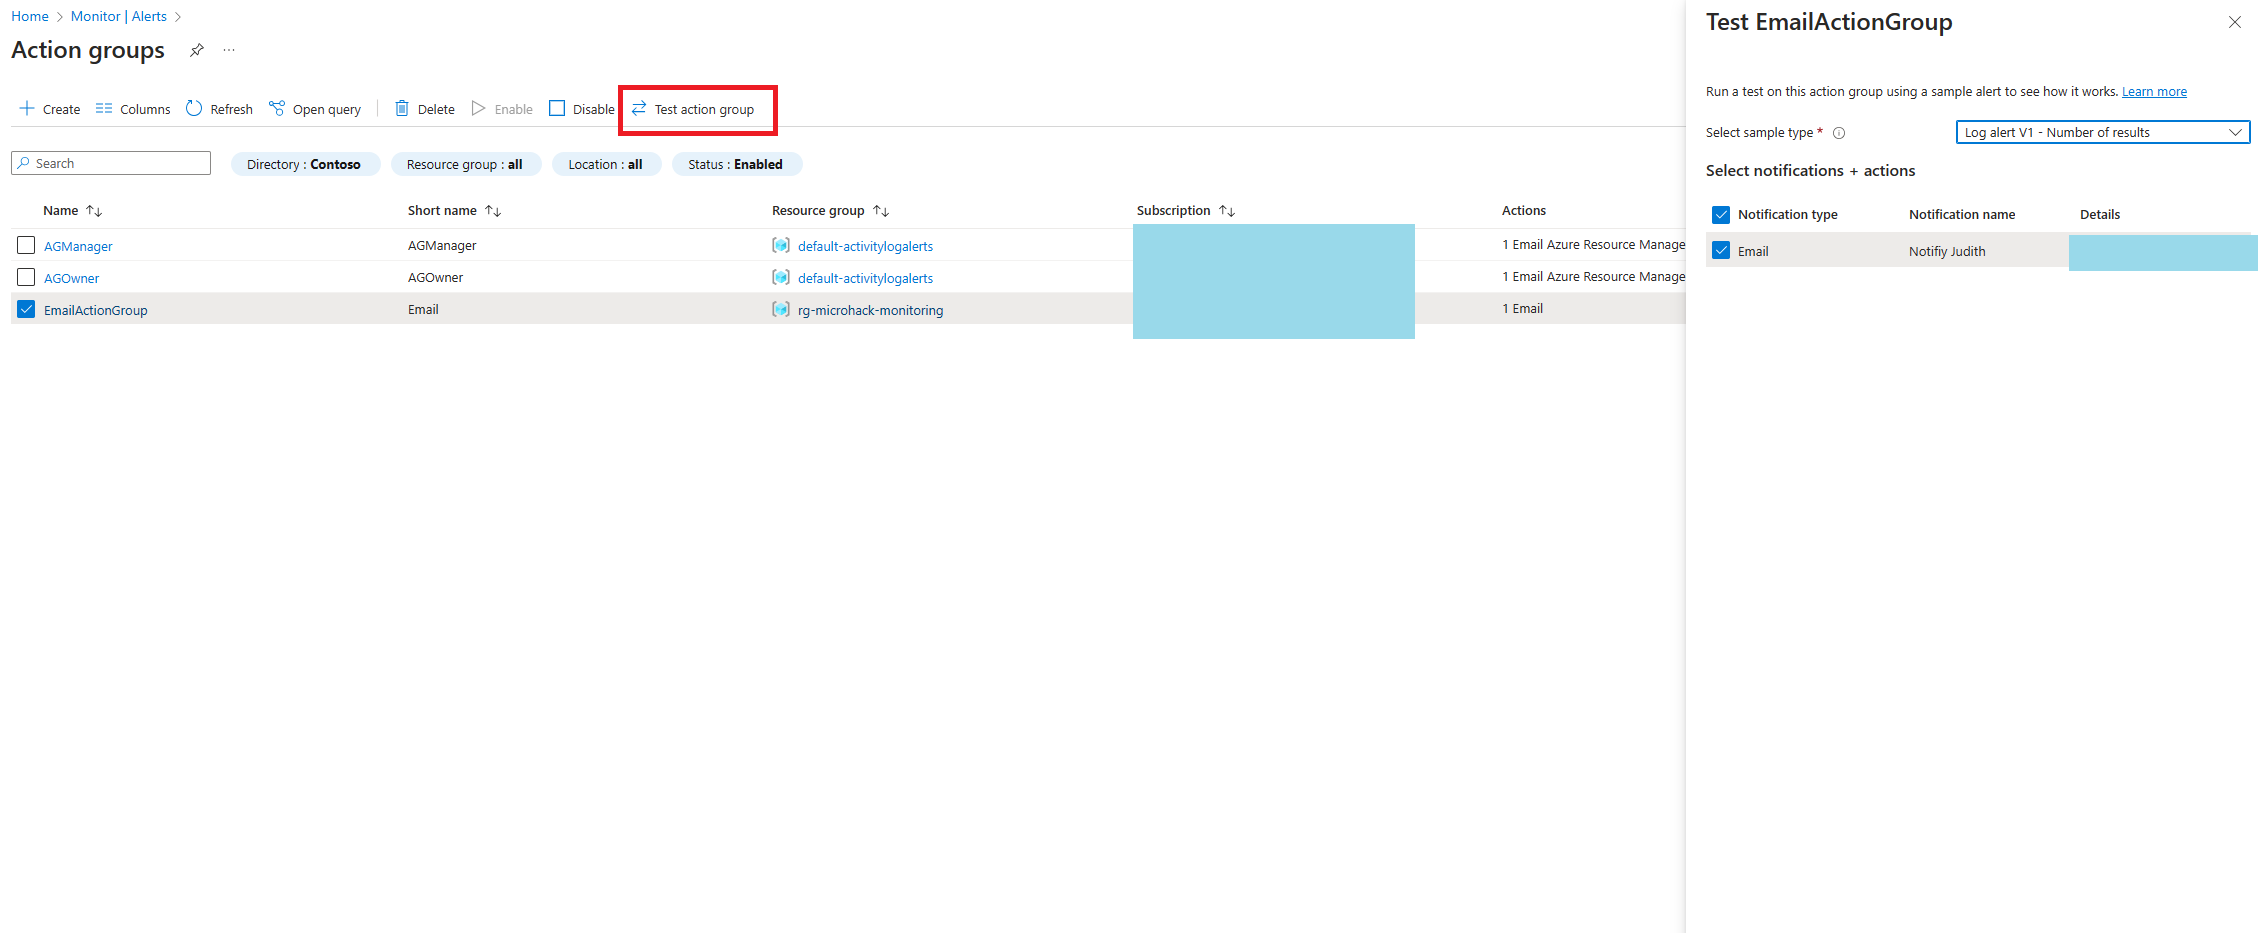 Home > Monitor | Alerts >
Action groups ...
Create Columns Refresh Open query Delete Enable Disable Test action group
Search Directory : Contoso Resource group : all Location : all Status : Enabled
Name Short name Resource group Subscription Actions
AGManager AGManager default-activitylogalerts 1 Email Azure Resource Manage
AGOwner AGOwner default-activitylogalerts 1 Email Azure Resource Manage
EmailActionGroup Email rg-microhack-monitoring 1 Email
Test EmailActionGroup
Run a test on this action group using a sample alert to see how it works. Learn more
Select sample type * Log alert V1 - Number of results
Select notifications + actions
Notification type Notification name Details
Email Notifiy Judith